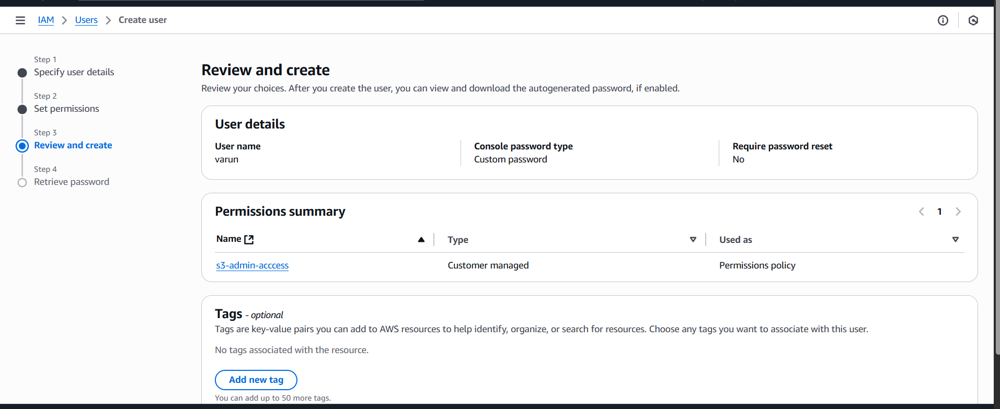 IAM > Users > Create user
Step 1
Specify user details
Step 2
Set permissions
Step 3
Review and create
Step 4
Retrieve password
Review and create
Review your choices. After you create the user, you can view and download the autogenerated password, if enabled.
User details
User name Console password type Require password reset
varun Custom password No
Permissions summary 1
Name Type Used as
s3-admin-acccess Customer managed Permissions policy
Tags - optional
Tags are key-value pairs you can add to AWS resources to help identify, organize, or search for resources. Choose any tags you want to associate with this user.
No tags associated with the resource.
Add new tag
You can add up to 50 more tags.